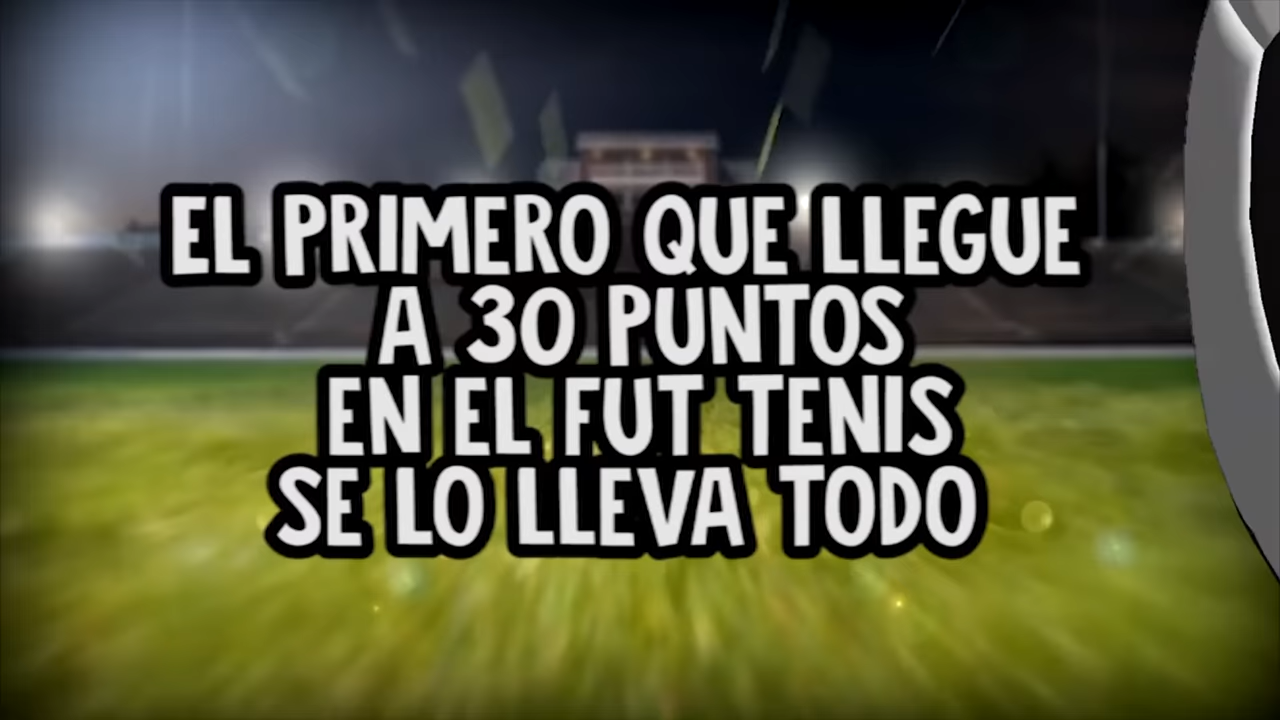 EL PRIMERO QUE LLEGUE
A 30 PUNTOS
EN EL FUT TENIS
SE LO LLEVA TODO